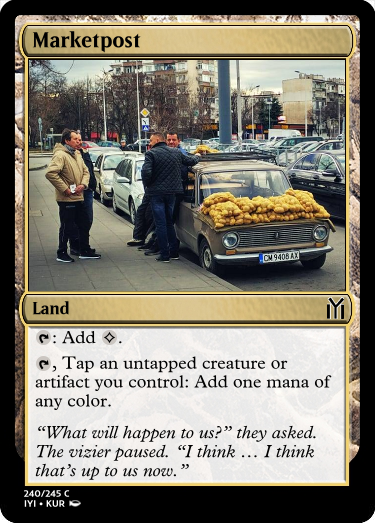 Marketpost
CM 9408 AX
Land
: Add .
, Tap an untapped creature or
artifact you control: Add one mana of
any color.
“What will happen to us?” they asked.
The vizier paused. “I think … I think
that’s up to us now.”
240/245 C
IYI • KUR